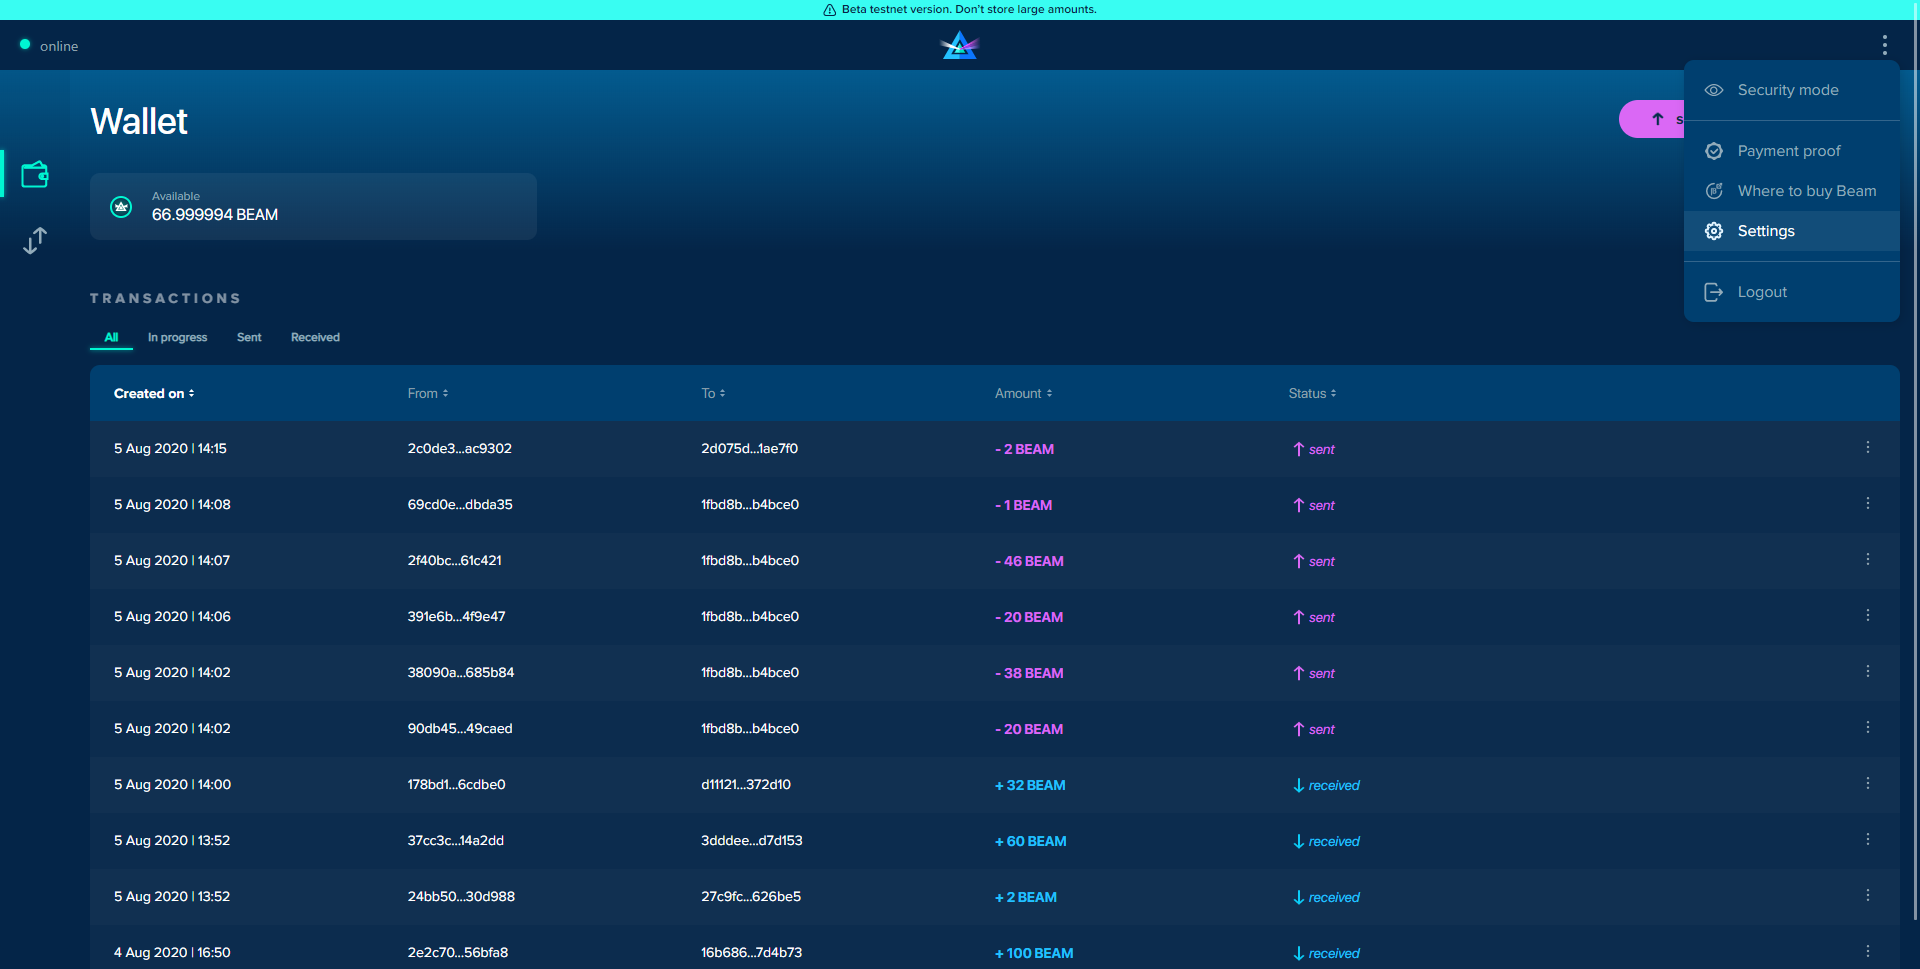 Beta testnet version. Don't store large amounts.
online
Wallet
Available
66.999994 BEAM
Security mode
Payment proof
Where to buy Beam
Settings
Logout
TRANSACTIONS
All In progress Sent Received
Created on From To Amount Status
5 Aug 2020 | 14:15 2c0de3...ac9302 2d075d...1ae7f0 - 2 BEAM sent
5 Aug 2020 | 14:08 69cd0e...dbda35 1fbd8b...b4bce0 - 1 BEAM sent
5 Aug 2020 | 14:07 2f40bc...61c421 1fbd8b...b4bce0 - 46 BEAM sent
5 Aug 2020 | 14:06 391e6b...4f9e47 1fbd8b...b4bce0 - 20 BEAM sent
5 Aug 2020 | 14:02 38090a...685b84 1fbd8b...b4bce0 - 38 BEAM sent
5 Aug 2020 | 14:02 90db45...49caed 1fbd8b...b4bce0 - 20 BEAM sent
5 Aug 2020 | 14:00 178bd1...6cdbe0 d11121...372d10 + 32 BEAM received
5 Aug 2020 | 13:52 37cc3c...14a2dd 3dddee...d7d153 + 60 BEAM received
5 Aug 2020 | 13:52 24bb50...30d988 27c9fc...626be5 + 2 BEAM received
4 Aug 2020 | 16:50 2e2c70...56bfa8 16b686...7d4b73 + 100 BEAM received